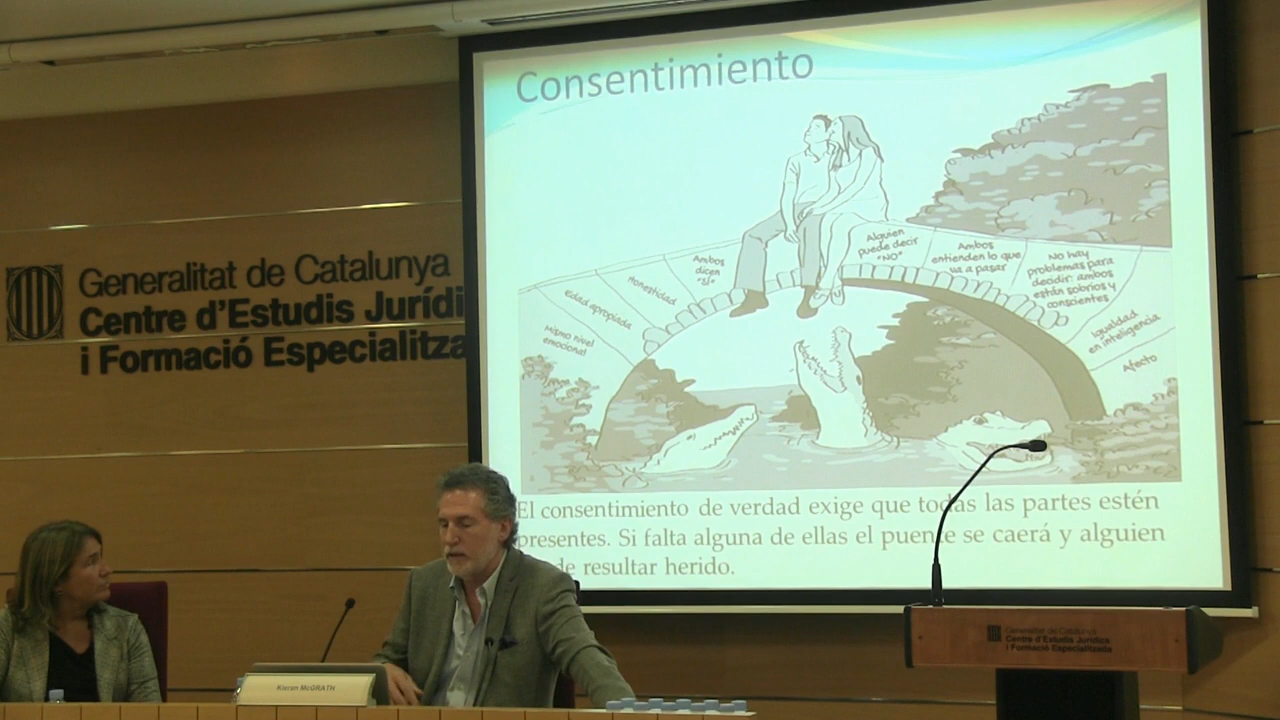 Consentimiento
Mismo nivel
emocional
edad apropiada
Honestidad
Ambos
dicen
"SÍ"
Alguien
puede decir
"NO"
Ambos
entienden lo que
va a pasar
No hay
problemas para
decidir: ambos
están sobrios y
conscientes
Igualdad
en inteligencia
Afecto
El consentimiento de verdad exige que todas las partes estén
presentes. Si falta alguna de ellas el puente se caerá y alguien
de resultar herido.
Generalitat de Catalunya
Centre d'Estudis Jurídi
i Formació Especialitza
Kieran McGRATH
Generalitat de Catalunya
Centre d'Estudis Jurídics
i Formació Especialitzada